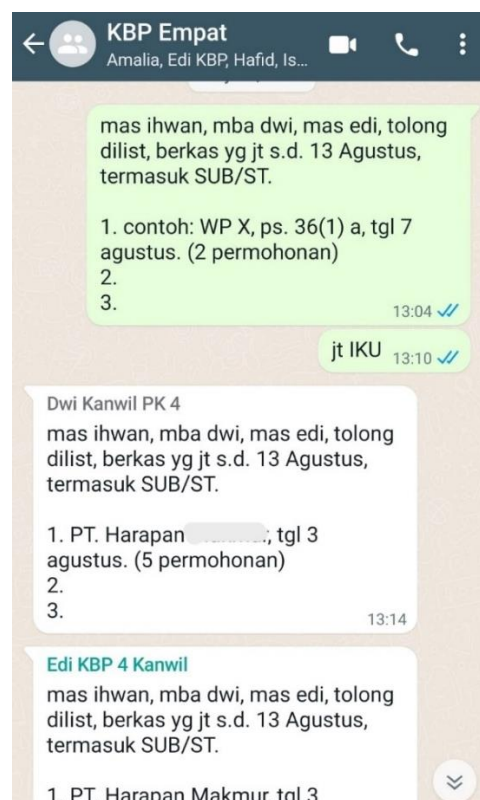 KBP Empat
Amalia, Edi KBP, Hafid, Is...
mas ihwan, mba dwi, mas edi, tolong
dilist, berkas yg jt s.d. 13 Agustus,
termasuk SUB/ST.
1. contoh: WP X, ps. 36(1) a, tgl 7
agustus. (2 permohonan)
2.
3.
13:04
jt IKU 13:10
Dwi Kanwil PK 4
mas ihwan, mba dwi, mas edi, tolong
dilist, berkas yg jt s.d. 13 Agustus,
termasuk SUB/ST.
1. PT. Harapan , tgl 3
agustus. (5 permohonan)
2.
3.
13:14
Edi KBP 4 Kanwil
mas ihwan, mba dwi, mas edi, tolong
dilist, berkas yg jt s.d. 13 Agustus,
termasuk SUB/ST.
1. PT. Harapan Makmur, tgl 3